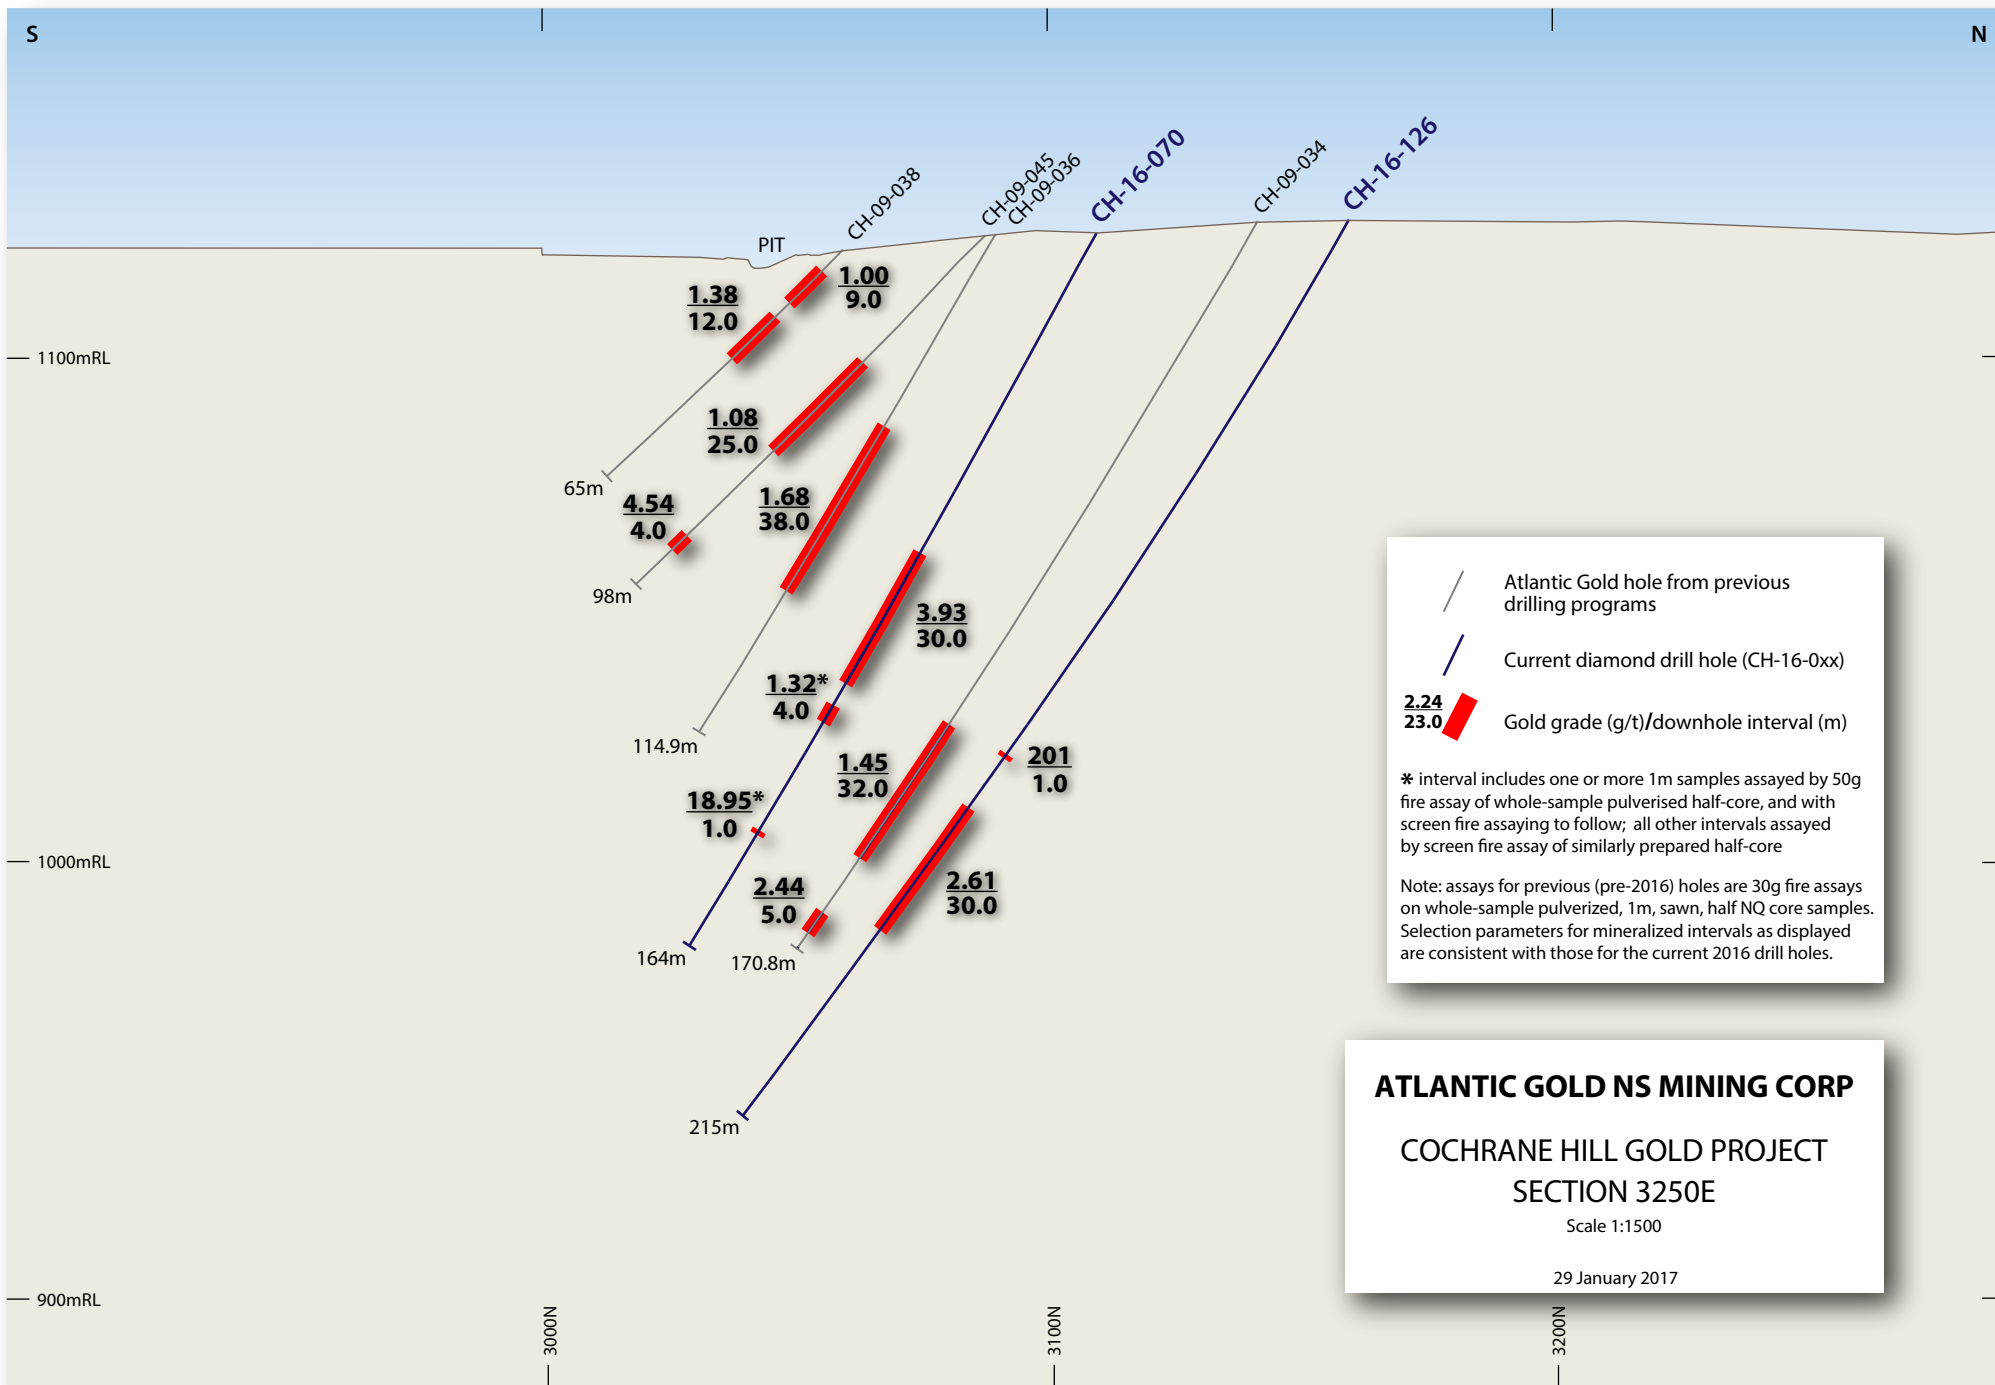 S
N
CH-09-038
CH-09-045
CH-09-036
CH-16-070
CH-09-034
CH-16-126
PIT
1.00
9.0
1.38
12.0
1100mRL
1.08
25.0
65m
4.54
4.0
1.68
38.0
98m
3.93
30.0
1.32*
4.0
114.9m
1.45
32.0
201
1.0
18.95*
1.0
1000mRL
2.44
5.0
2.61
30.0
164m
170.8m
215m
Atlantic Gold hole from previous
drilling programs
Current diamond drill hole (CH-16-0xx)
2.24
23.0
Gold grade (g/t)/downhole interval (m)
* interval includes one or more 1m samples assayed by 50g
fire assay of whole-sample pulverised half-core, and with
screen fire assaying to follow; all other intervals assayed
by screen fire assay of similarly prepared half-core
Note: assays for previous (pre-2016) holes are 30g fire assays
on whole-sample pulverized, 1m, sawn, half NQ core samples.
Selection parameters for mineralized intervals as displayed
are consistent with those for the current 2016 drill holes.
ATLANTIC GOLD NS MINING CORP
COCHRANE HILL GOLD PROJECT
SECTION 3250E
Scale 1:1500
29 January 2017
900mRL
3000N
3100N
3200N